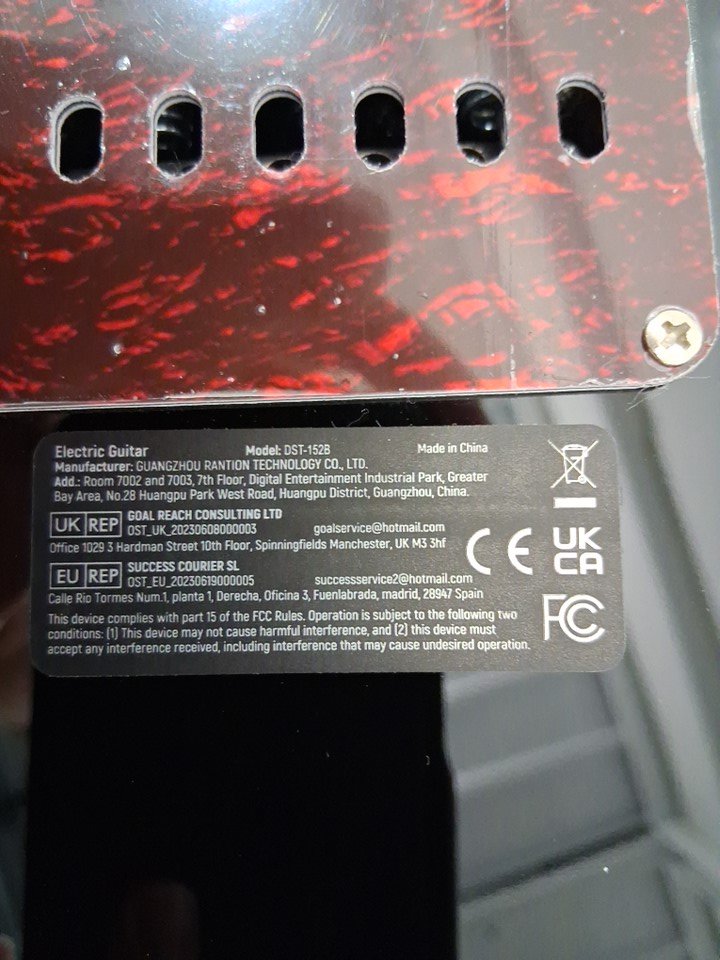 Electric Guitar Model: DST-152B Made in China
Manufacturer: GUANGZHOU RANTION TECHNOLOGY CO., LTD.
Add.: Room 7002 and 7003, 7th Floor, Digital Entertainment Industrial Park, Greater
Bay Area, No.28 Huangpu Park West Road, Huangpu District, Guangzhou, China.
UK REP GOAL REACH CONSULTING LTD
OST_UK_20230608000003 goalservice@hotmail.com
Office 1029 3 Hardman Street 10th Floor, Spinningfields Manchester, UK M3 3hf
EU REP SUCCESS COURIER SL
OST_EU_20230619000005 successservice2@hotmail.com
Calle Rio Tormes Num.1, planta 1, Derecha, Oficina 3, Fuenlabrada, madrid, 28947 Spain
This device complies with part 15 of the FCC Rules. Operation is subject to the following two
conditions: (1) This device may not cause harmful interference, and (2) this device must
accept any interference received, including interference that may cause undesired operation.
CE
UK
CA
FC